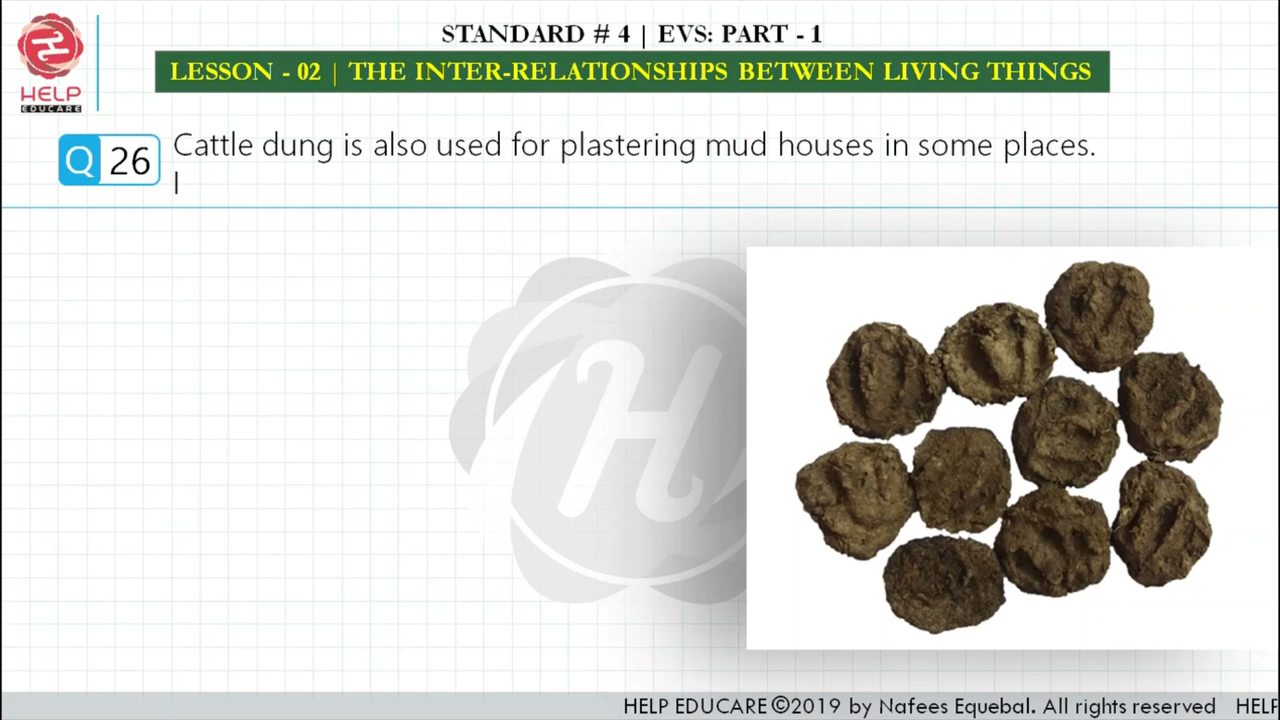 STANDARD # 4 | EVS: PART - 1
LESSON - 02 | THE INTER-RELATIONSHIPS BETWEEN LIVING THINGS
HELP
EDUCARE
Q 26 Cattle dung is also used for plastering mud houses in some places.
I
HELP EDUCARE ©2019 by Nafees Equebal. All rights reserved HELP